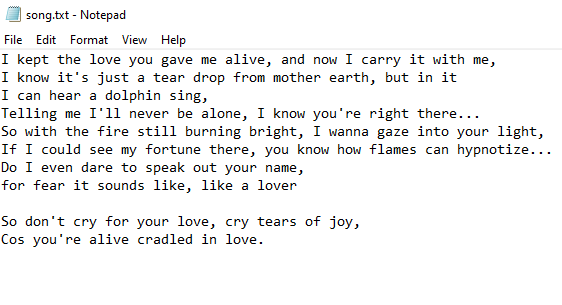 song.txt - Notepad
File Edit Format View Help
I kept the love you gave me alive, and now I carry it with me,
I know it's just a tear drop from mother earth, but in it
I can hear a dolphin sing,
Telling me I'll never be alone, I know you're right there...
So with the fire still burning bright, I wanna gaze into your light,
If I could see my fortune there, you know how flames can hypnotize...
Do I even dare to speak out your name,
for fear it sounds like, like a lover

So don't cry for your love, cry tears of joy,
Cos you're alive cradled in love.